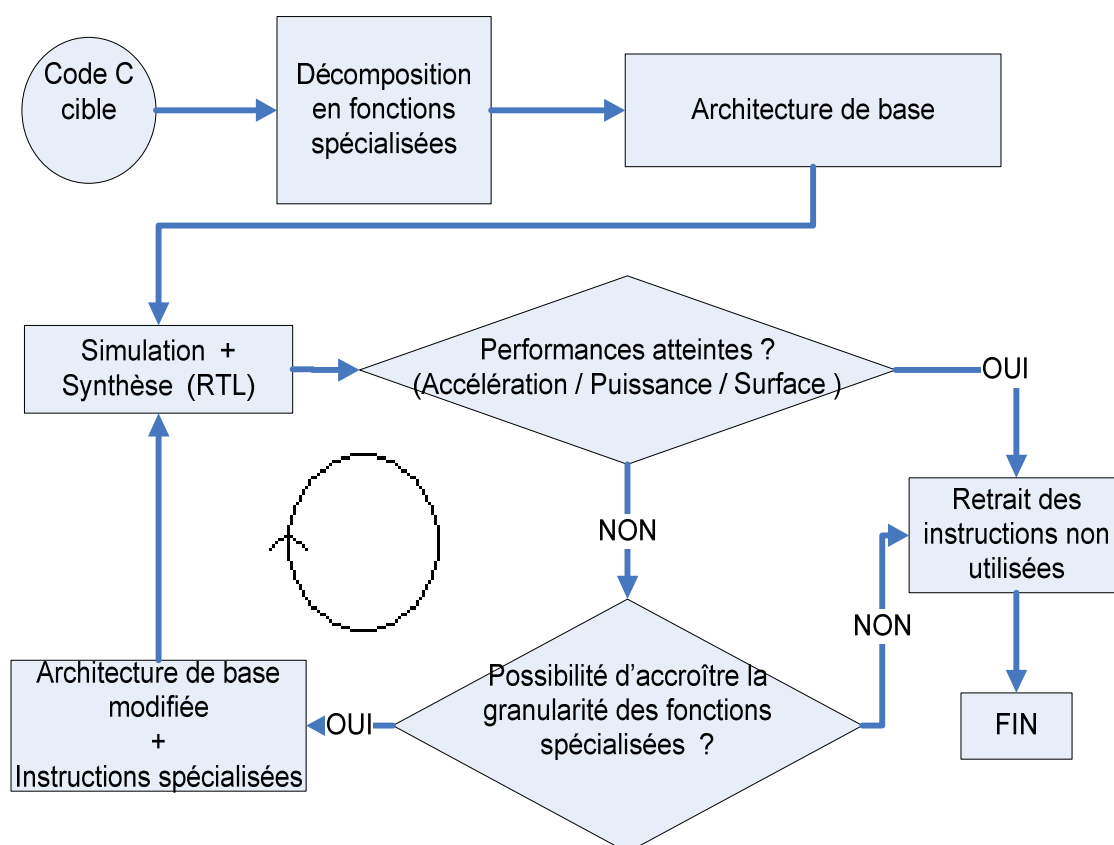 Code C
cible
Décomposition
en fonctions
spécialisées
Architecture de base
Simulation +
Synthèse (RTL)
Performances atteintes ?
(Accélération / Puissance / Surface )
OUI
NON
Retrait des
instructions non
utilisées
NON
Possibilité d’accroître la
granularité des fonctions
spécialisées ?
OUI
Architecture de base
modifiée
+
Instructions spécialisées
FIN